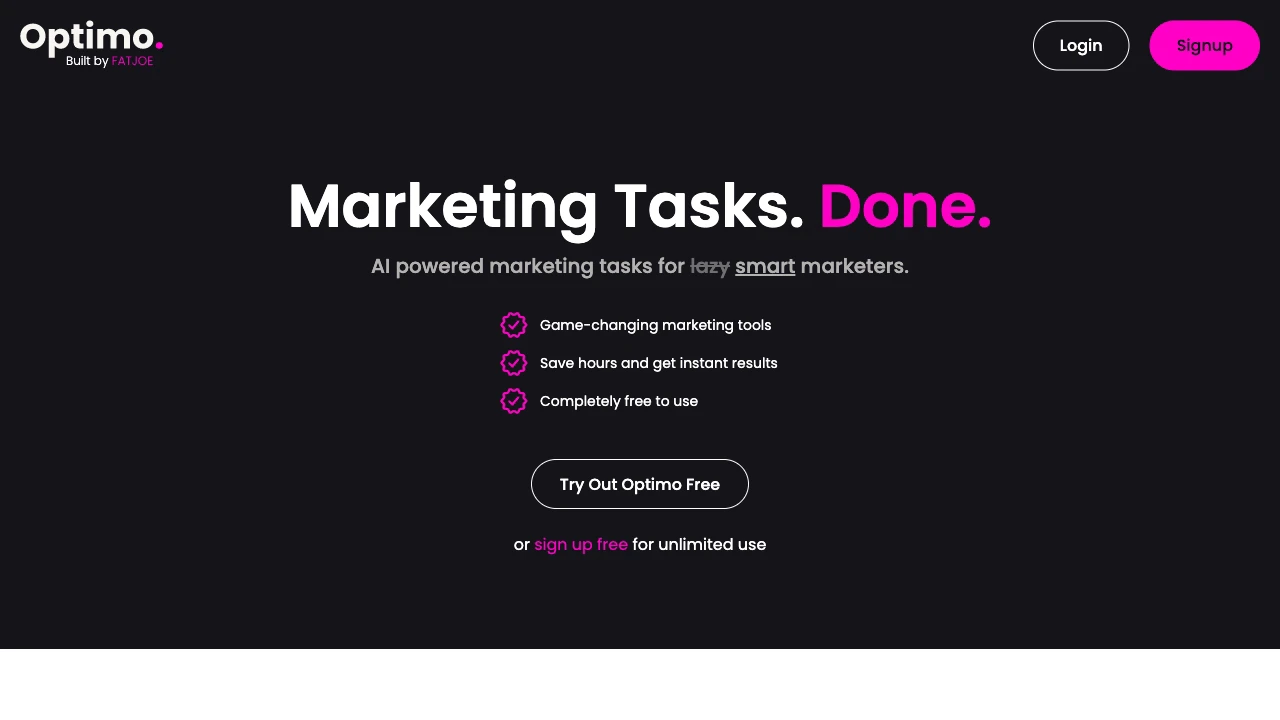 Optimo.
Built by FATJOE
Login
Signup
Marketing Tasks. Done.
AI powered marketing tasks for lazy smart marketers.
Game-changing marketing tools
Save hours and get instant results
Completely free to use
Try Out Optimo Free
or sign up free for unlimited use